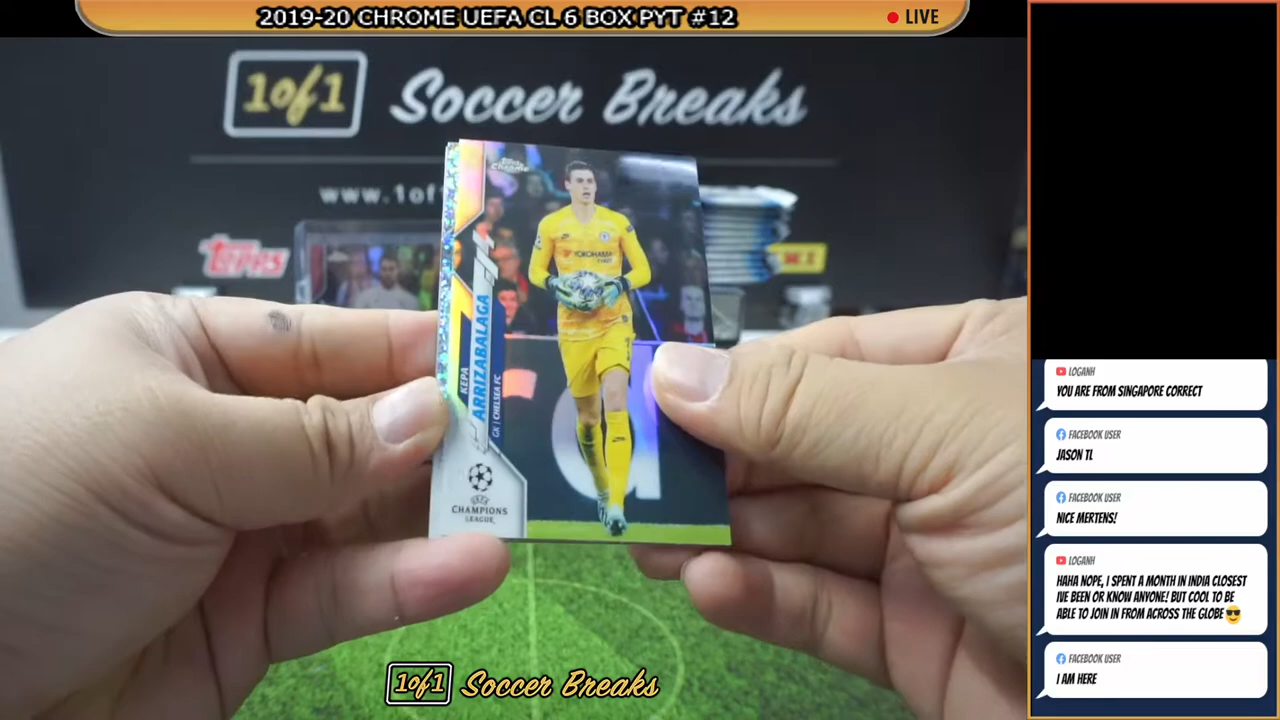 2019-20 CHROME UEFA CL 6 BOX PYT #12
LIVE
1of1 Soccer Breaks
www.1of
TOPPS
Topps
Chrome
YOKOHAMA
KEPA
ARRIZABALAGA
GK | CHELSEA FC
UEFA
CHAMPIONS
LEAGUE
1of1 Soccer Breaks
LOGANH
YOU ARE FROM SINGAPORE CORRECT
FACEBOOK USER
JASON TL
FACEBOOK USER
NICE MERTENS!
LOGANH
HAHA NOPE, I SPENT A MONTH IN INDIA CLOSEST
IVE BEEN OR KNOW ANYONE! BUT COOL TO BE
ABLE TO JOIN IN FROM ACROSS THE GLOBE😎
FACEBOOK USER
I AM HERE